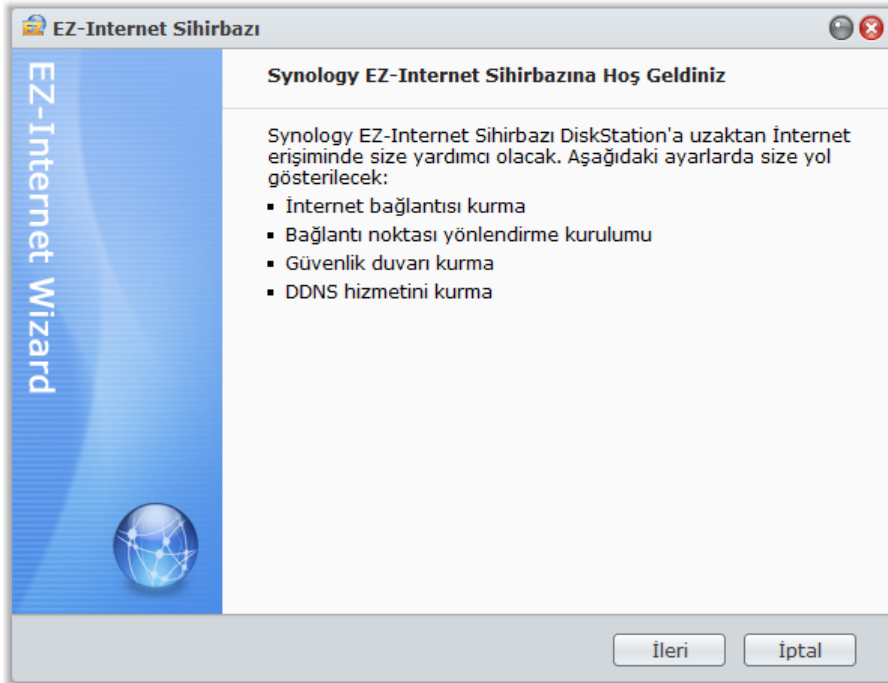 EZ-Internet Sihirbazı
EZ-Internet Wizard
Synology EZ-Internet Sihirbazına Hoş Geldiniz
Synology EZ-Internet Sihirbazı DiskStation'a uzaktan İnternet
erişiminde size yardımcı olacak. Aşağıdaki ayarlarda size yol
gösterilecek:
▪ İnternet bağlantısı kurma
▪ Bağlantı noktası yönlendirme kurulumu
▪ Güvenlik duvarı kurma
▪ DDNS hizmetini kurma
İleri
İptal